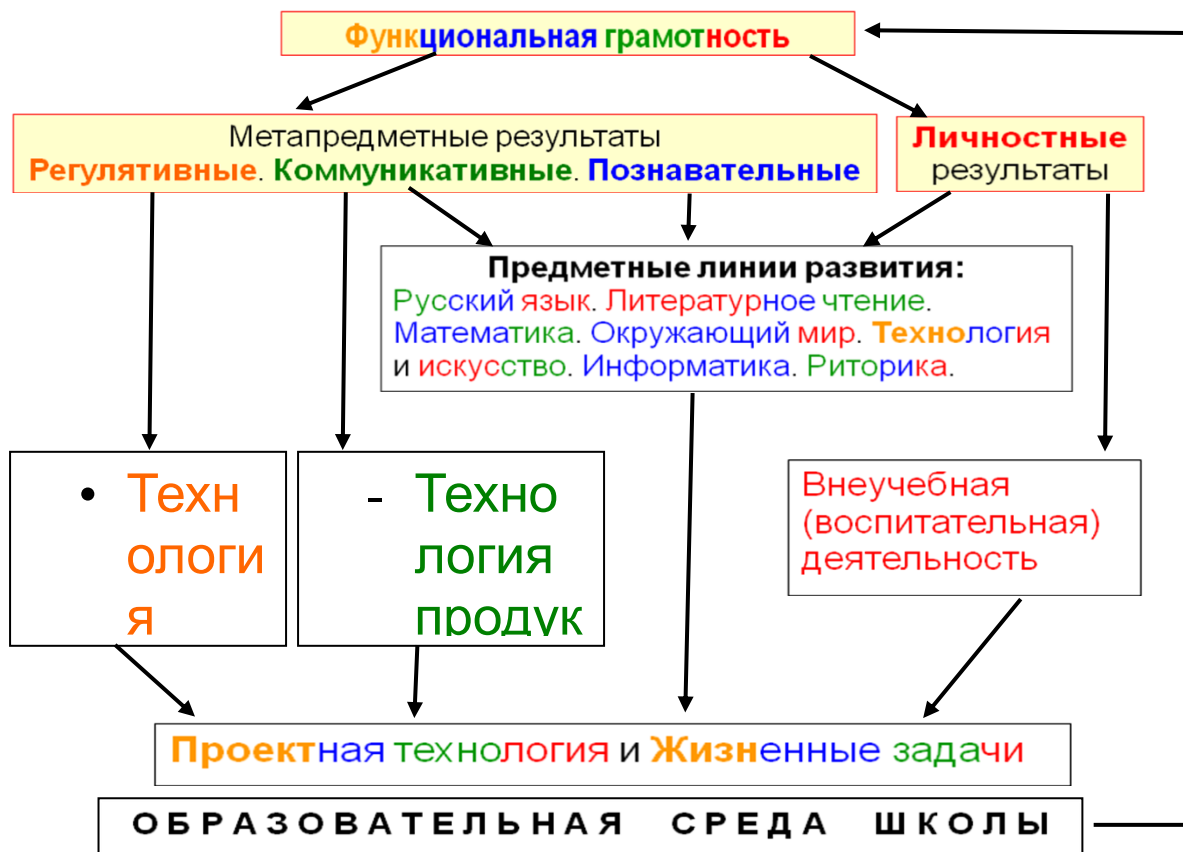 Функциональная грамотность
Метапредметные результаты
Регулятивные. Коммуникативные. Познавательные
Личностные
результаты
Предметные линии развития:
Русский язык. Литературное чтение.
Математика. Окружающий мир. Технология
и искусство. Информатика. Риторика.
• Техн
ологи
я
- Техно
логия
продук
Внеучебная
(воспитательная)
деятельность
Проектная технология и Жизненные задачи
ОБРАЗОВАТЕЛЬНАЯ СРЕДА ШКОЛЫ